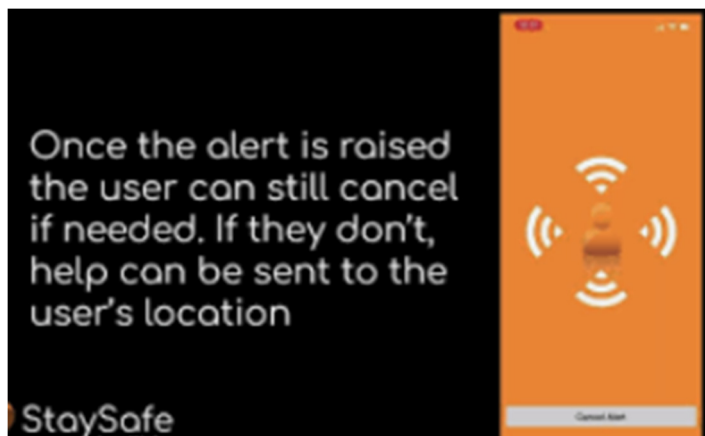 Once the alert is raised
the user can still cancel
if needed. If they don't,
help can be sent to the
user's location
StaySafe
Cancel Alert